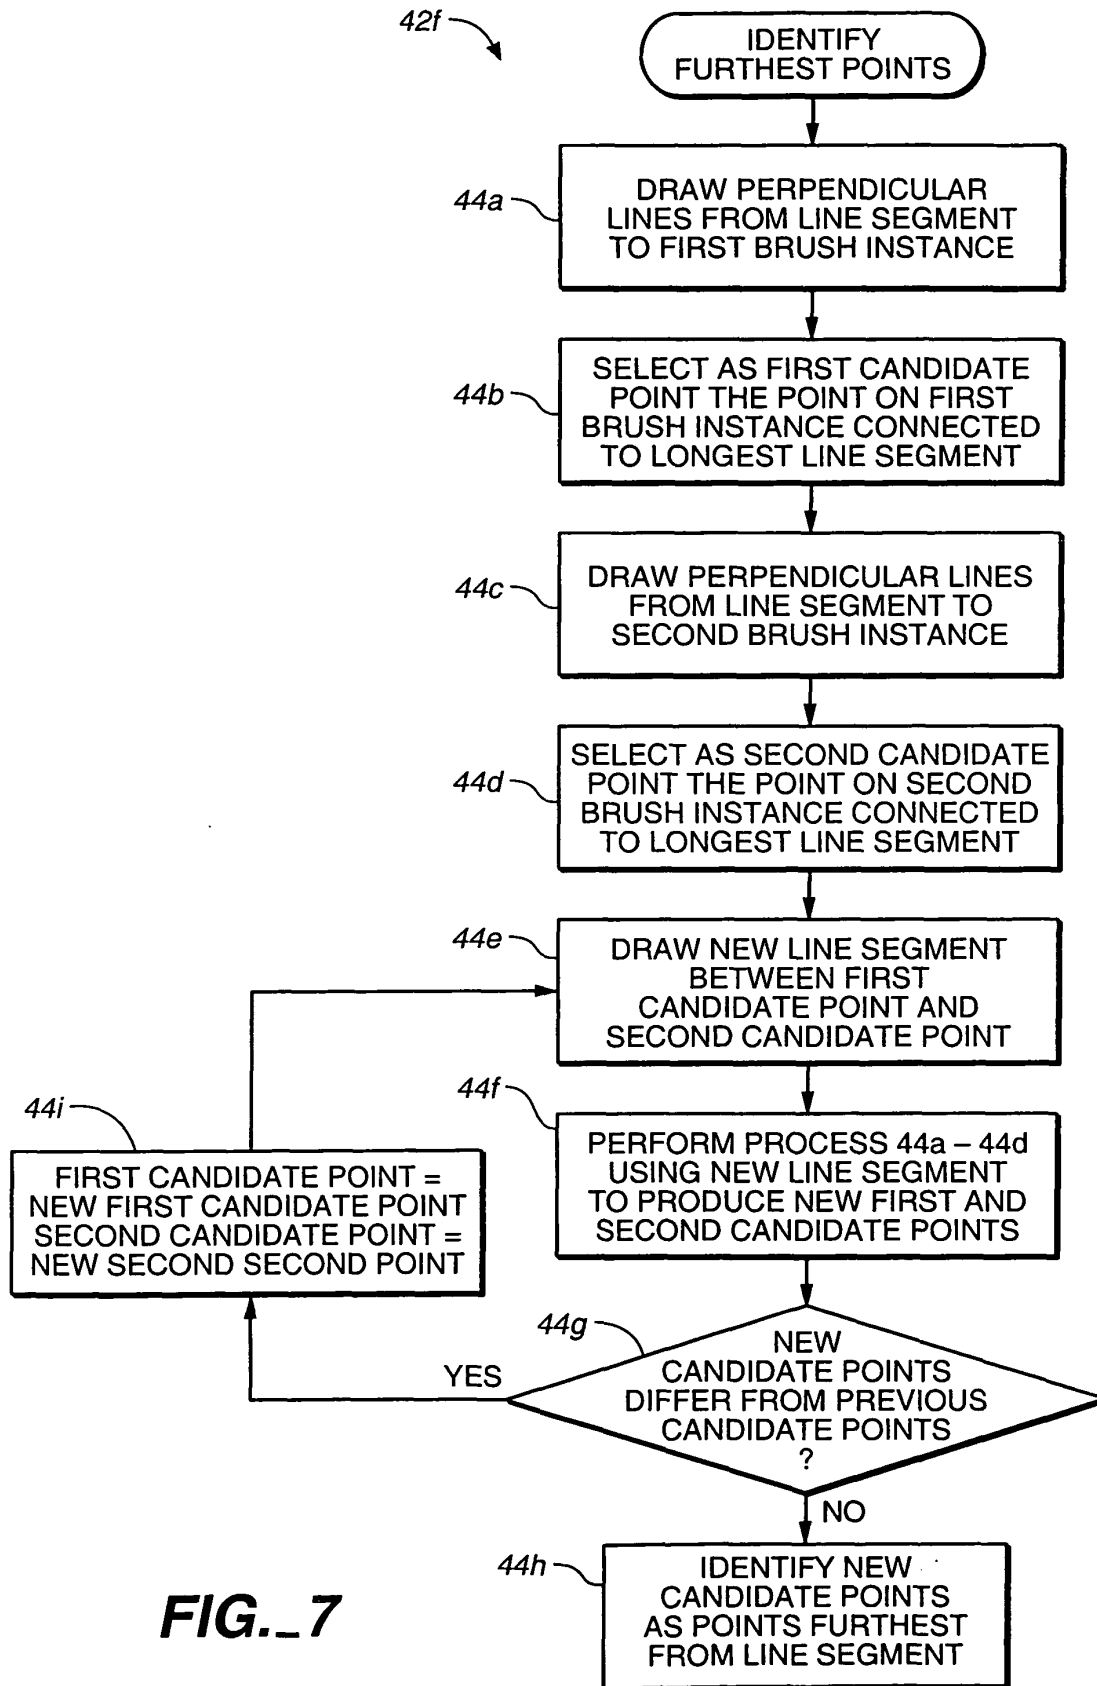 42f
IDENTIFY
FURTHEST POINTS
44a
DRAW PERPENDICULAR
LINES FROM LINE SEGMENT
TO FIRST BRUSH INSTANCE
44b
SELECT AS FIRST CANDIDATE
POINT THE POINT ON FIRST
BRUSH INSTANCE CONNECTED
TO LONGEST LINE SEGMENT
44c
DRAW PERPENDICULAR LINES
FROM LINE SEGMENT TO
SECOND BRUSH INSTANCE
44d
SELECT AS SECOND CANDIDATE
POINT THE POINT ON SECOND
BRUSH INSTANCE CONNECTED
TO LONGEST LINE SEGMENT
44e
DRAW NEW LINE SEGMENT
BETWEEN FIRST
CANDIDATE POINT AND
SECOND CANDIDATE POINT
44f
PERFORM PROCESS 44a – 44d
USING NEW LINE SEGMENT
TO PRODUCE NEW FIRST AND
SECOND CANDIDATE POINTS
44i
FIRST CANDIDATE POINT =
NEW FIRST CANDIDATE POINT
SECOND CANDIDATE POINT =
NEW SECOND SECOND POINT
44g
NEW
CANDIDATE POINTS
DIFFER FROM PREVIOUS
CANDIDATE POINTS
?
YES
NO
44h
IDENTIFY NEW
CANDIDATE POINTS
AS POINTS FURTHEST
FROM LINE SEGMENT
FIG._7